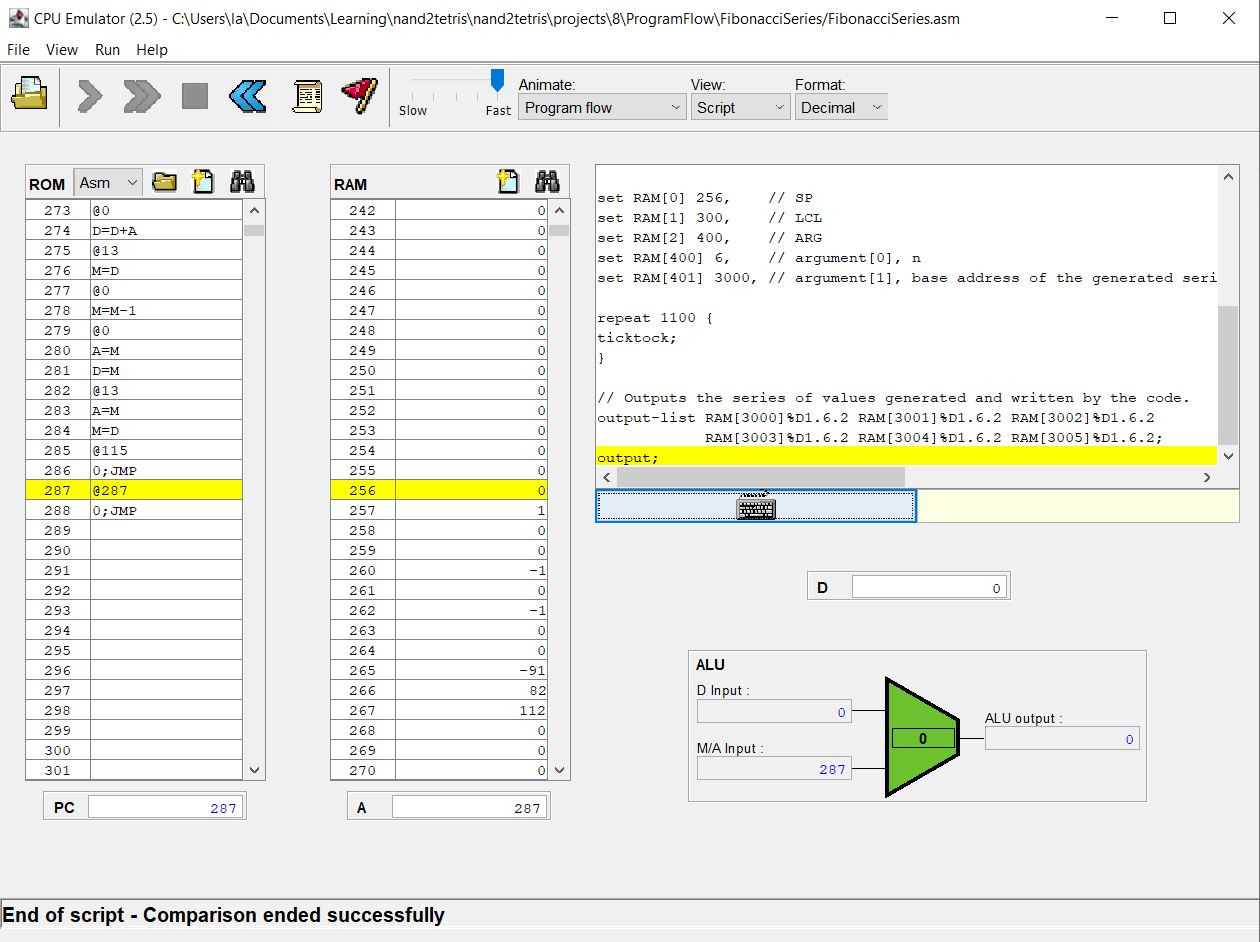 CPU Emulator (2.5) - C:\Users\la\Documents\Learning\nand2tetris\nand2tetris\projects\8\ProgramFlow\FibonacciSeries/FibonacciSeries.asm
File View Run Help
Slow Fast
Animate:
Program flow
View:
Script
Format:
Decimal
ROM Asm
273 @0
274 D=D+A
275 @13
276 M=D
277 @0
278 M=M-1
279 @0
280 A=M
281 D=M
282 @13
283 A=M
284 M=D
285 @115
286 0;JMP
287 @287
288 0;JMP
289
290
291
292
293
294
295
296
297
298
299
300
301
PC 287
RAM
242 0
243 0
244 0
245 0
246 0
247 0
248 0
249 0
250 0
251 0
252 0
253 0
254 0
255 0
256 0
257 1
258 0
259 0
260 -1
261 0
262 -1
263 0
264 0
265 -91
266 82
267 112
268 0
269 0
270 0
A 287
set RAM[0] 256, // SP
set RAM[1] 300, // LCL
set RAM[2] 400, // ARG
set RAM[400] 6, // argument[0], n
set RAM[401] 3000, // argument[1], base address of the generated seri
repeat 1100 {
ticktock;
}
// Outputs the series of values generated and written by the code.
output-list RAM[3000]%D1.6.2 RAM[3001]%D1.6.2 RAM[3002]%D1.6.2
RAM[3003]%D1.6.2 RAM[3004]%D1.6.2 RAM[3005]%D1.6.2;
output;
D 0
ALU
D Input :
0
M/A Input :
287
0
ALU output :
0
End of script - Comparison ended successfully